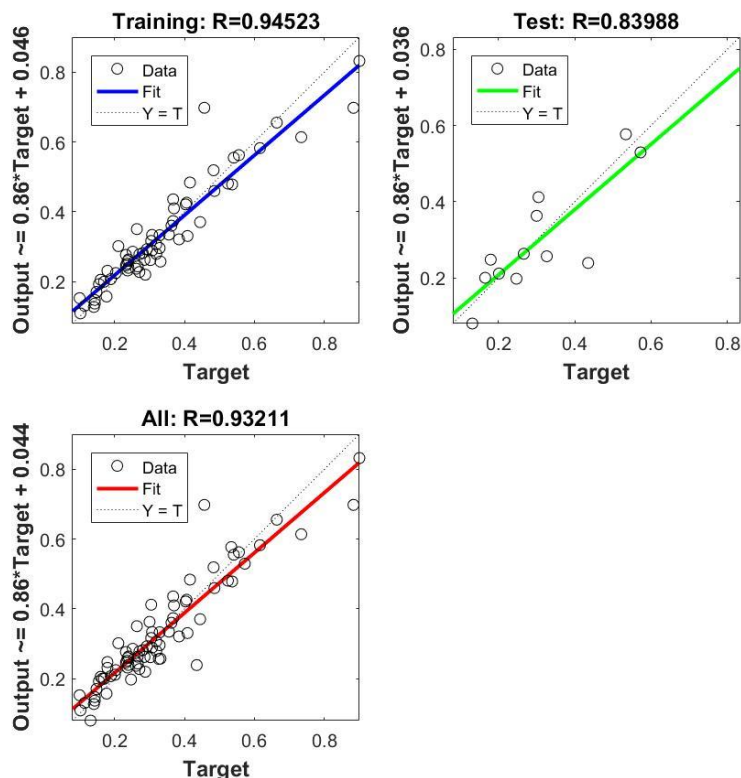 Training: R=0.94523
Output ~= 0.86*Target + 0.046
Data
Fit
Y = T
0.8
0.6
0.4
0.2
0.2
0.4
0.6
0.8
Target
Test: R=0.83988
Output ~= 0.86*Target + 0.036
Data
Fit
Y = T
0.8
0.6
0.4
0.2
0.2
0.4
0.6
0.8
Target
All: R=0.93211
Output ~= 0.86*Target + 0.044
Data
Fit
Y = T
0.8
0.6
0.4
0.2
0.2
0.4
0.6
0.8
Target